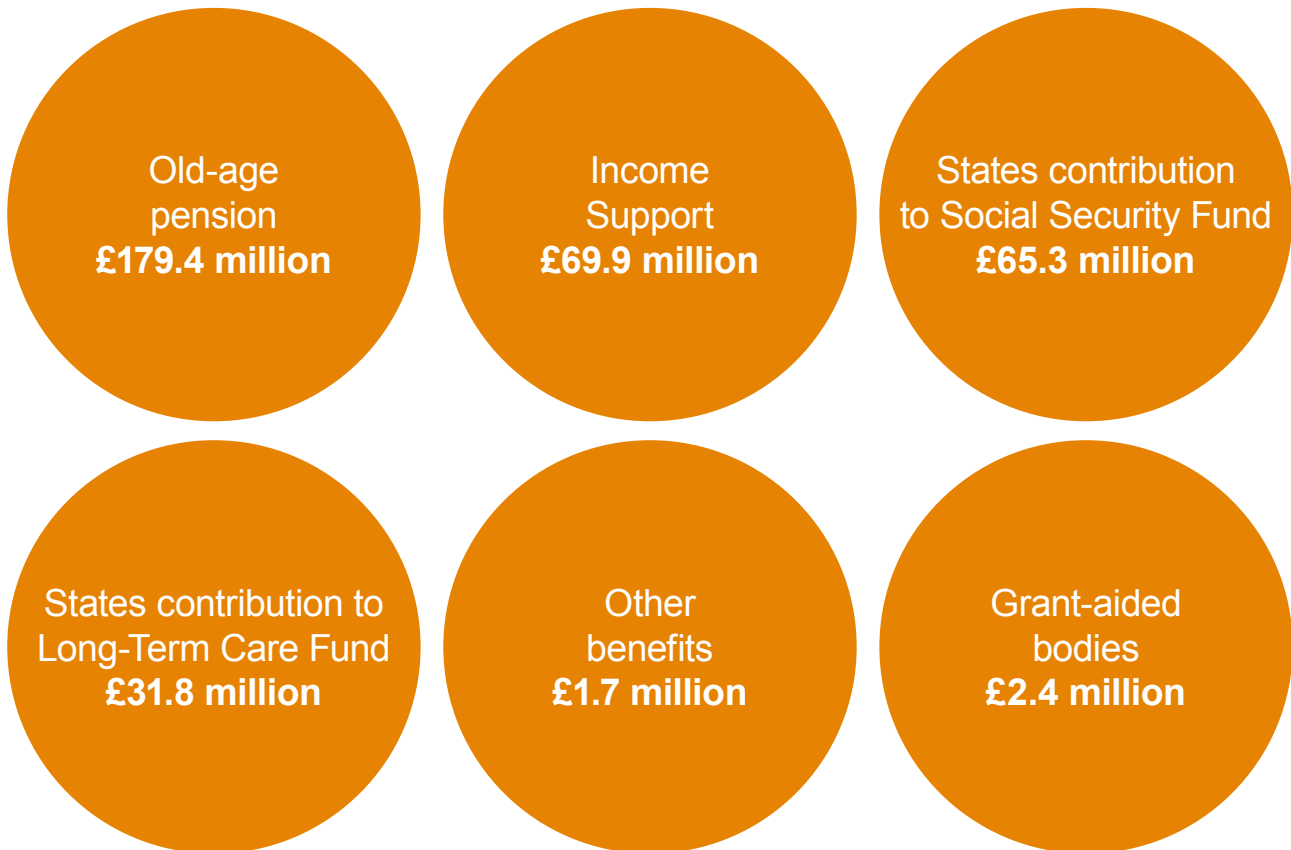 Old-age
pension
£179.4 million
Income
Support
£69.9 million
States contribution
to Social Security Fund
£65.3 million
States contribution to
Long-Term Care Fund
£31.8 million
Other
benefits
£1.7 million
Grant-aided
bodies
£2.4 million